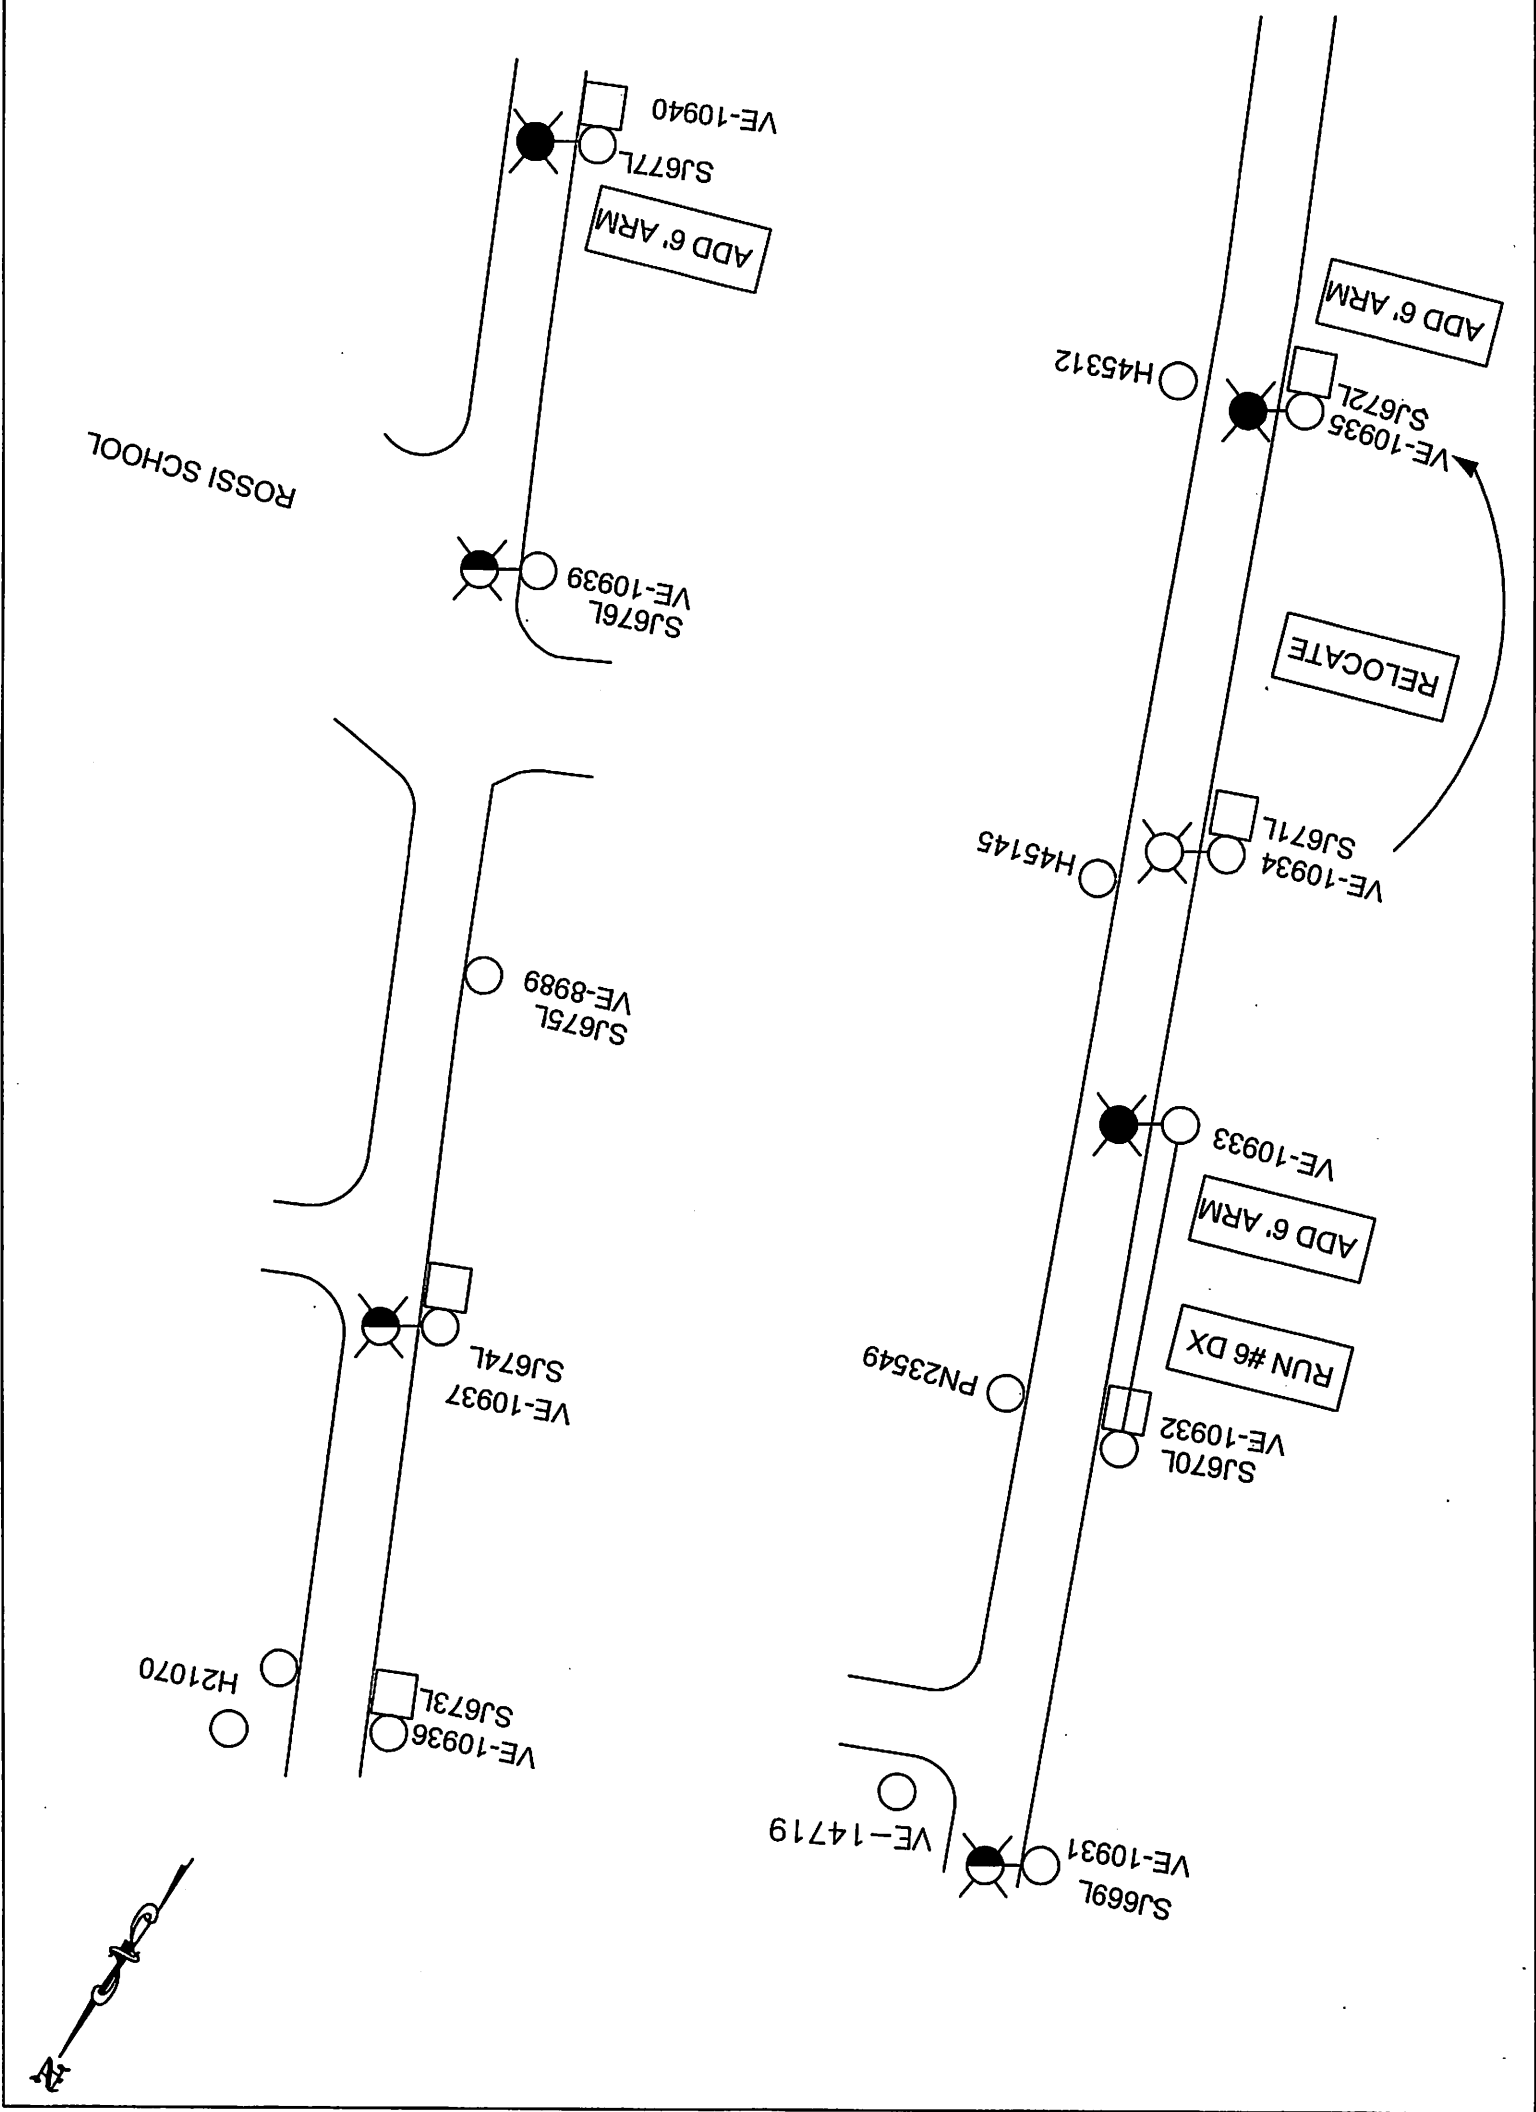 SJ669L
VE-10931
VE-14719
SJ670L
VE-10932
PN23549
RUN #6 DX
ADD 6' ARM
VE-10933
VE-10934
SJ671L
H45145
RELOCATE
VE-10935
SJ672L
H45312
ADD 6' ARM
N
VE-10936
SJ673L
H21070
VE-10937
SJ674L
SJ675L
VE-8989
SJ676L
VE-10939
ROSSI SCHOOL
ADD 6' ARM
SJ677L
VE-10940